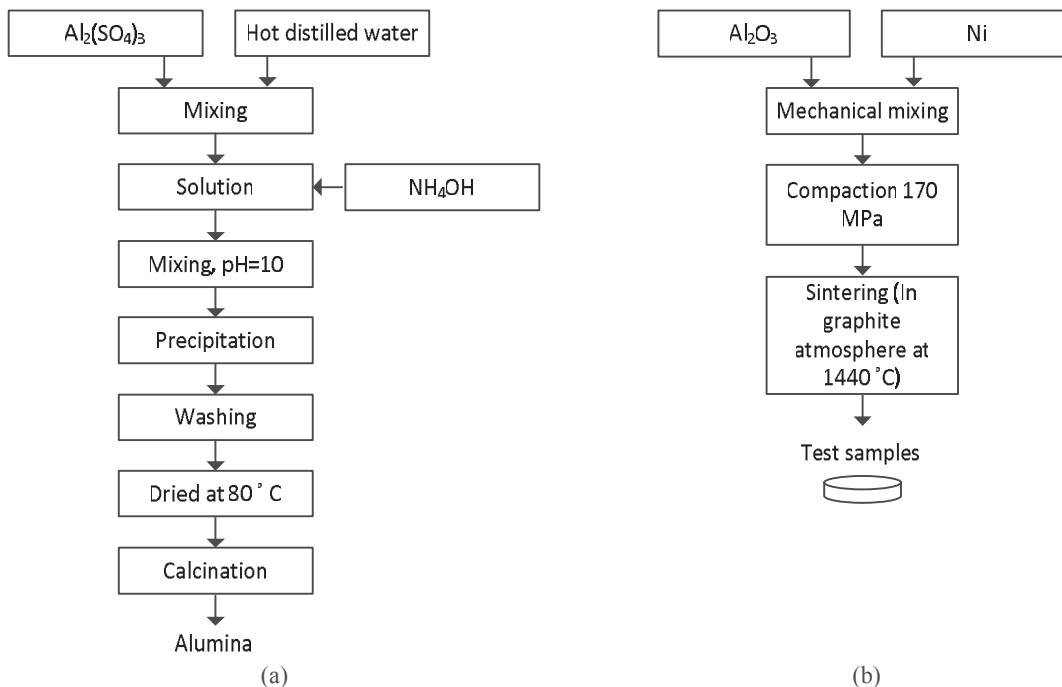 Al₂(SO₄)₃
Hot distilled water
Mixing
Solution
NH₄OH
Mixing, pH=10
Precipitation
Washing
Dried at 80 ˚ C
Calcination
Alumina
(a)
Al₂O₃
Ni
Mechanical mixing
Compaction 170
MPa
Sintering (In
graphite
atmosphere at
1440 ˚C)
Test samples
(b)